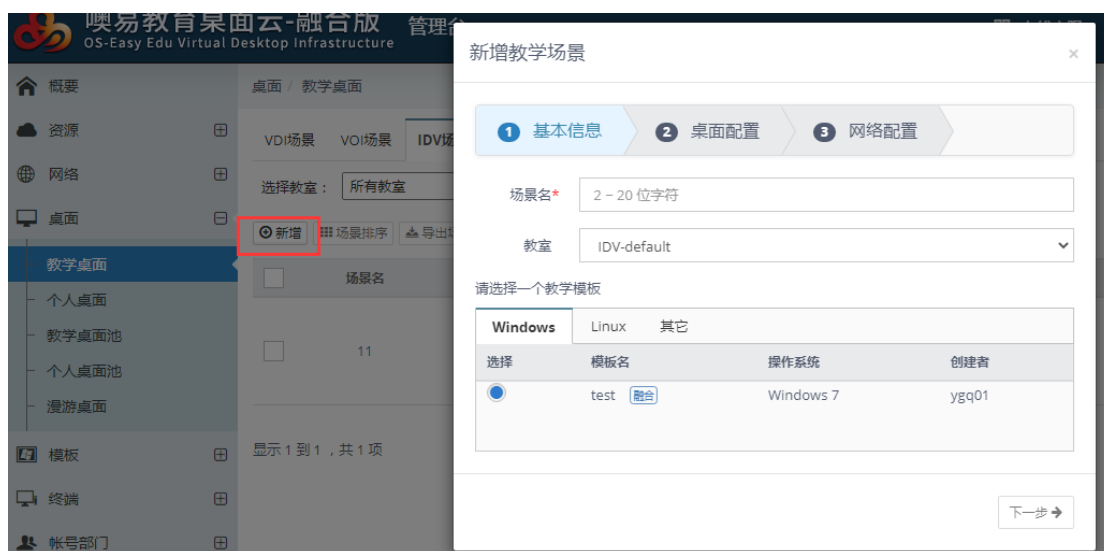 噢易教育桌面云-融合版 管理台
OS-Easy Edu Virtual Desktop Infrastructure
概要
资源
网络
桌面
教学桌面
个人桌面
教学桌面池
个人桌面池
漫游桌面
模板
终端
帐号部门
桌面 / 教学桌面
VDI场景 VOI场景 IDV场
选择教室： 所有教室
新增 场景排序 导出
场景名
11
显示 1 到 1 ，共 1 项
新增教学场景 ×
1 基本信息 2 桌面配置 3 网络配置
场景名* 2 – 20 位字符
教室 IDV-default
请选择一个教学模板
Windows Linux 其它
选择 模板名 操作系统 创建者
test 融合 Windows 7 ygq01
下一步